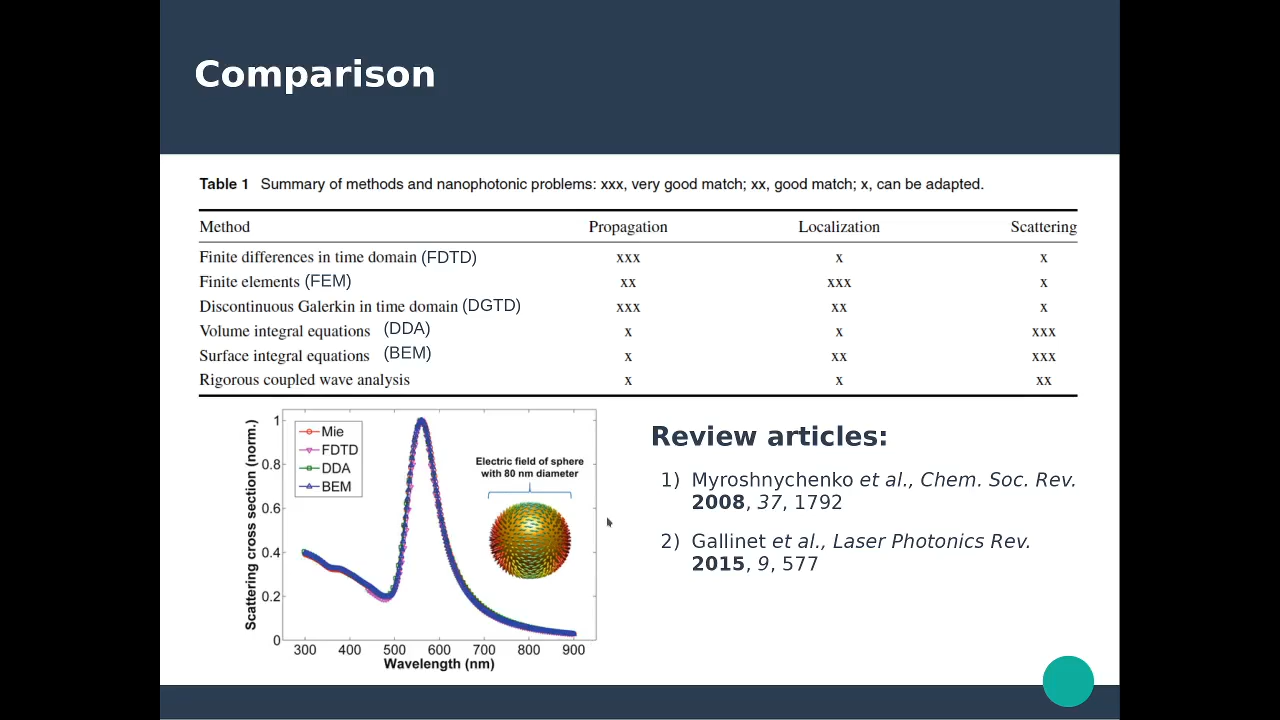 Comparison
Table 1 Summary of methods and nanophotonic problems: xxx, very good match; xx, good match; x, can be adapted.
Method Propagation Localization Scattering
Finite differences in time domain (FDTD) xxx x x
Finite elements (FEM) xx xxx x
Discontinuous Galerkin in time domain (DGTD) xxx xx x
Volume integral equations (DDA) x x xxx
Surface integral equations (BEM) x xx xxx
Rigorous coupled wave analysis x x xx
Scattering cross section (norm.)
1
0.8
0.6
0.4
0.2
0
Mie
FDTD
DDA
BEM
Electric field of sphere
with 80 nm diameter
300 400 500 600 700 800 900
Wavelength (nm)
Review articles:
1) Myroshnychenko et al., Chem. Soc. Rev.
2008, 37, 1792
2) Gallinet et al., Laser Photonics Rev.
2015, 9, 577